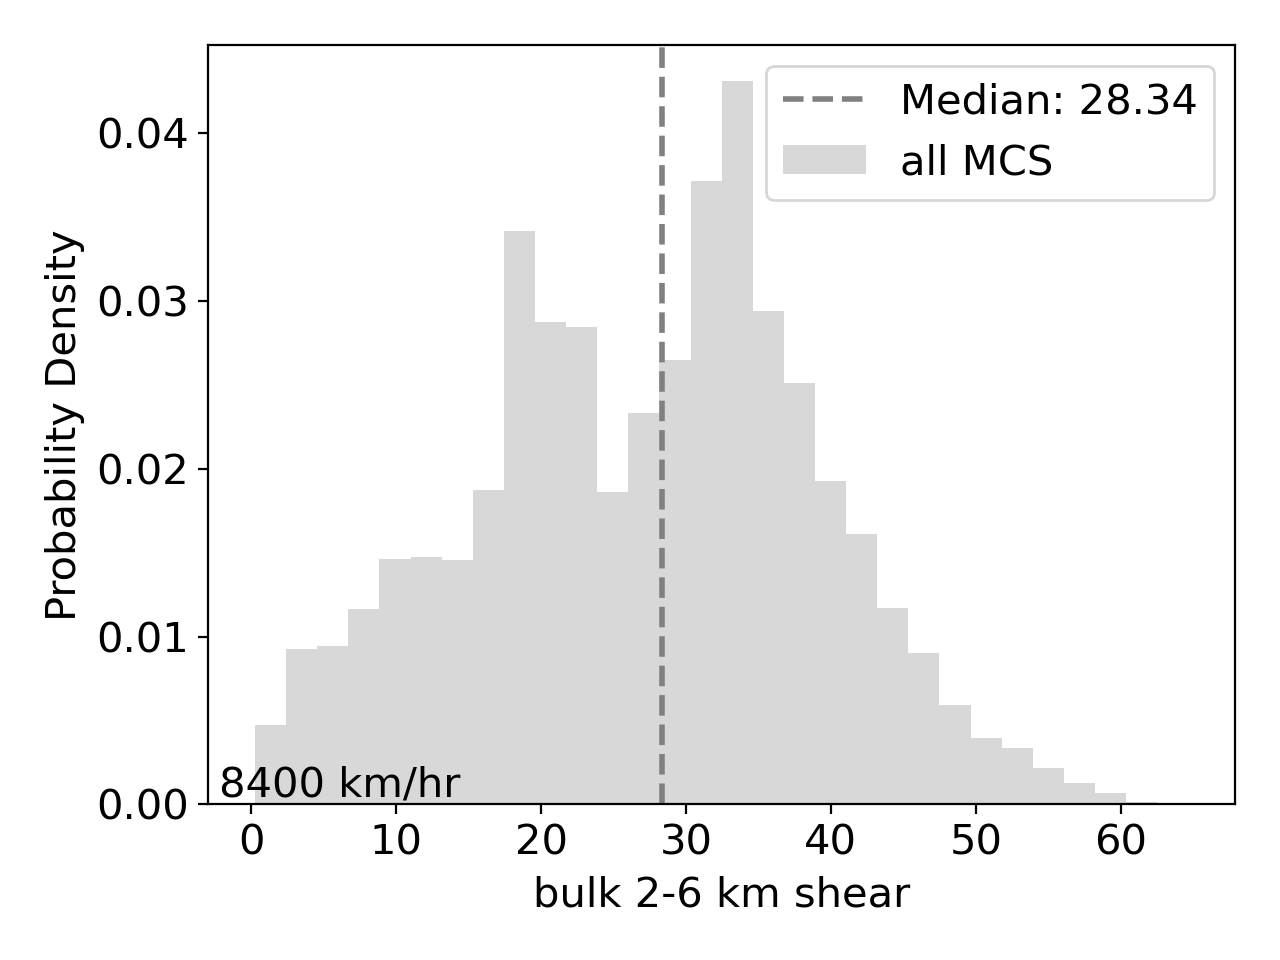 Median: 28.34
all MCS
0.04
0.03
0.02
0.01
0.00
Probability Density
8400 km/hr
0 10 20 30 40 50 60
bulk 2-6 km shear